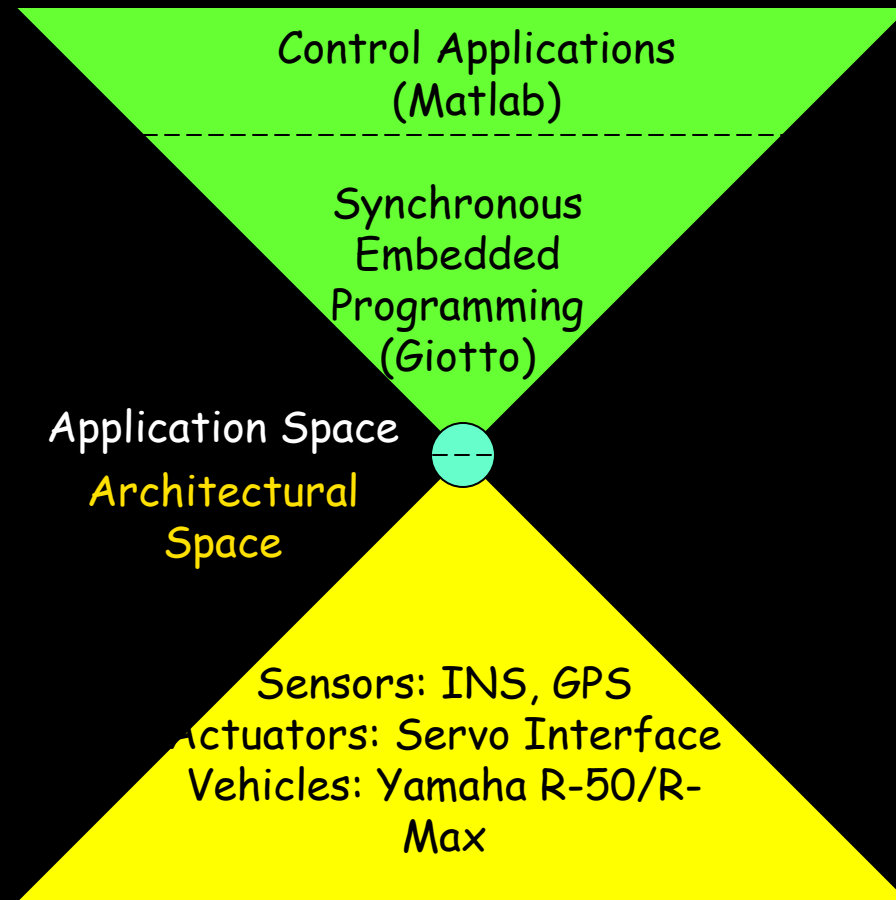 Control Applications
(Matlab)
Synchronous
Embedded
Programming
(Giotto)
Application Space
Architectural
Space
Sensors: INS, GPS
Actuators: Servo Interface
Vehicles: Yamaha R-50/R-
Max